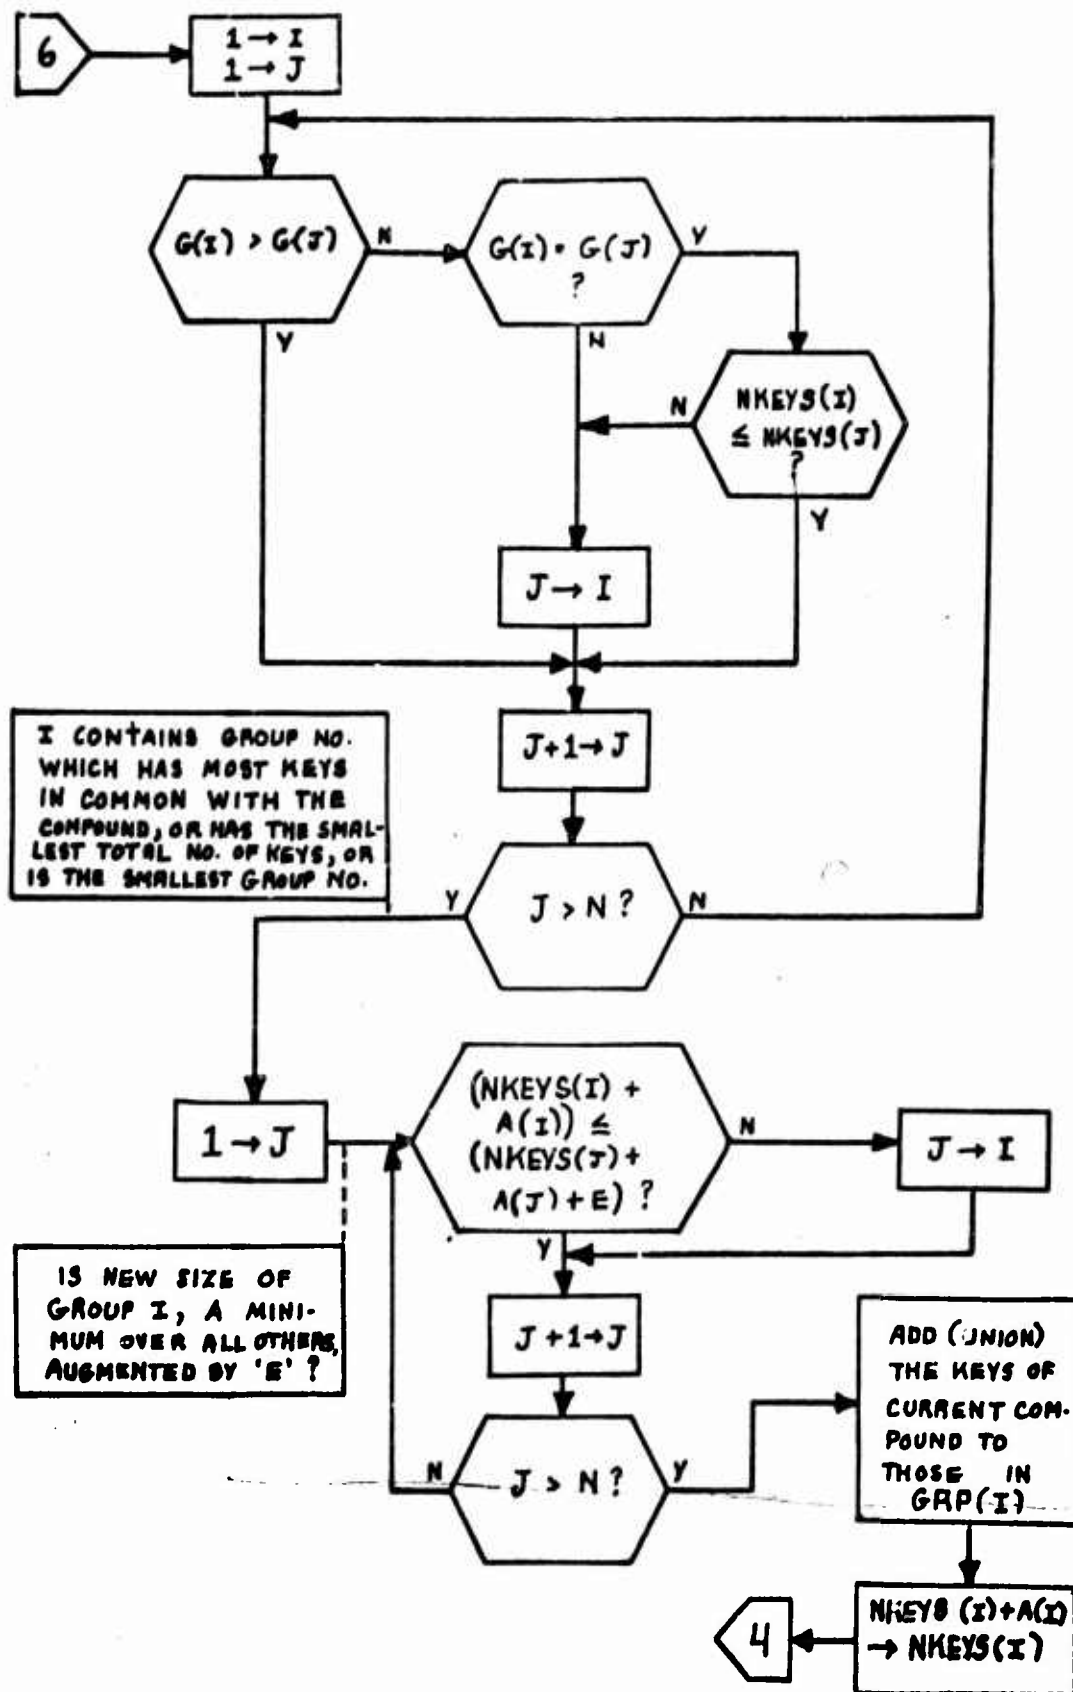 6
1 → I
1 → J
G(I) > G(J)
N
Y
G(I) = G(J)
?
Y
N
NKEYS(I)
≤ NKEYS(J)
?
N
Y
J → I
J+1→J
I CONTAINS GROUP NO.
WHICH HAS MOST KEYS
IN COMMON WITH THE
COMPOUND, OR HAS THE SMAL-
LEST TOTAL NO. OF KEYS, OR
IS THE SMALLEST GROUP NO.
Y
J > N ?
N
1 → J
(NKEYS(I) +
A(I)) ≤
(NKEYS(J) +
A(J) + E) ?
N
Y
J → I
IS NEW SIZE OF
GROUP I, A MINI-
MUM OVER ALL OTHERS,
AUGMENTED BY 'E' ?
J +1→J
N
J > N ?
Y
ADD (UNION)
THE KEYS OF
CURRENT COM-
POUND TO
THOSE IN
GRP(I)
NKEYS (I)+A(I)
→ NKEYS(I)
4